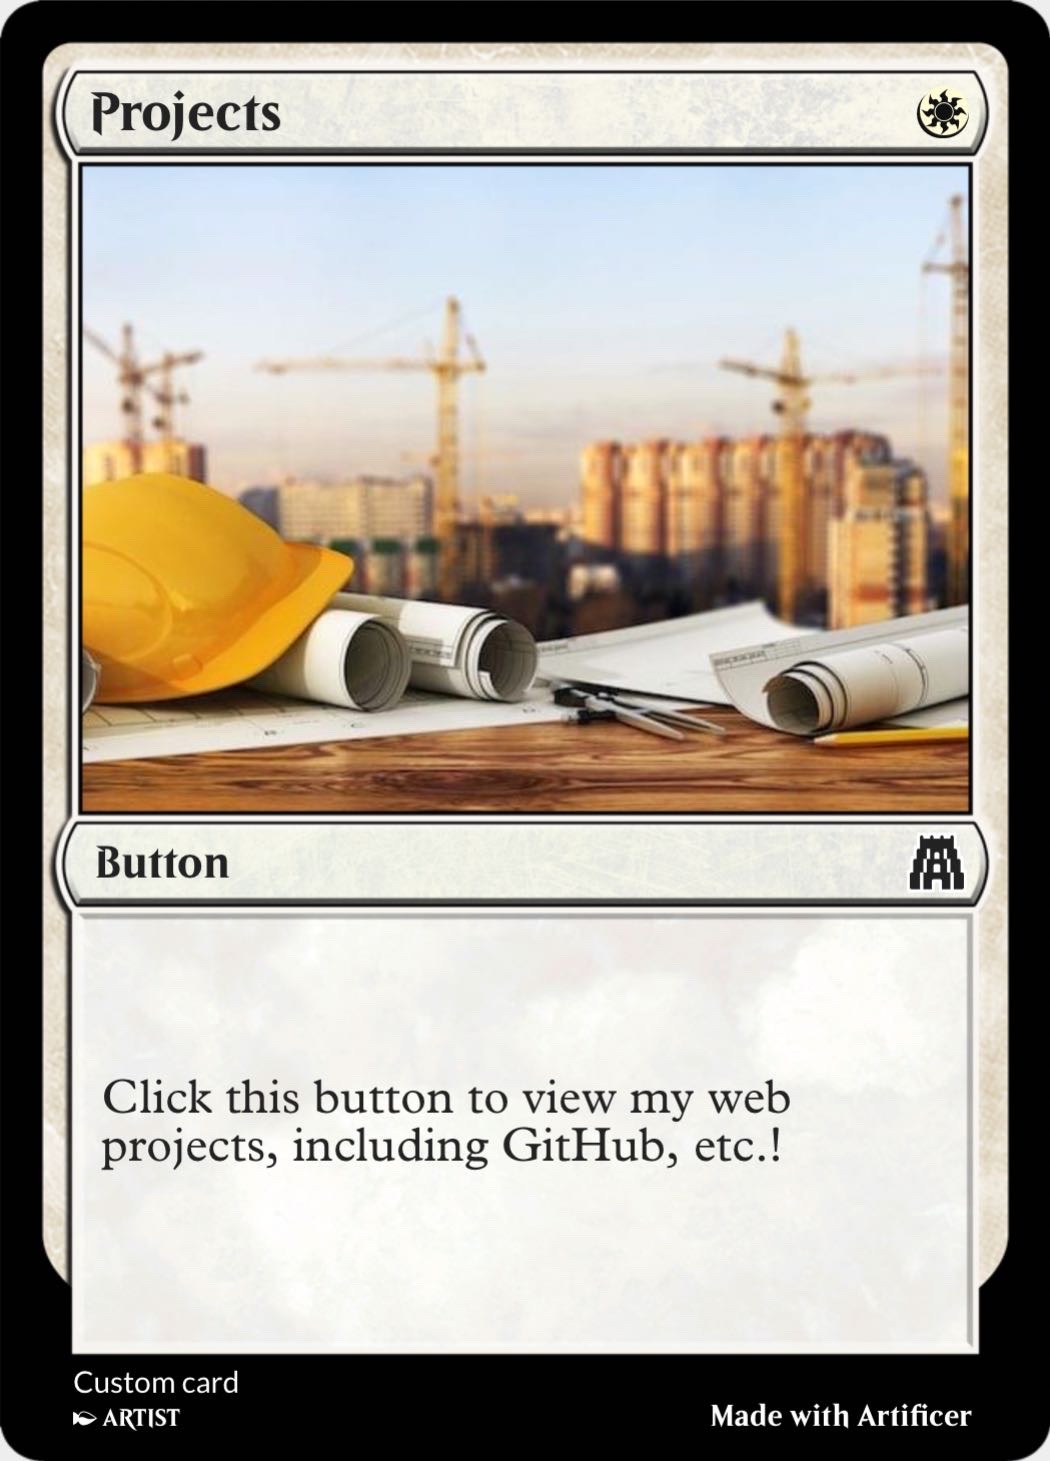 Projects
Button
Click this button to view my web
projects, including GitHub, etc.!
Custom card
ARTIST
Made with Artificer